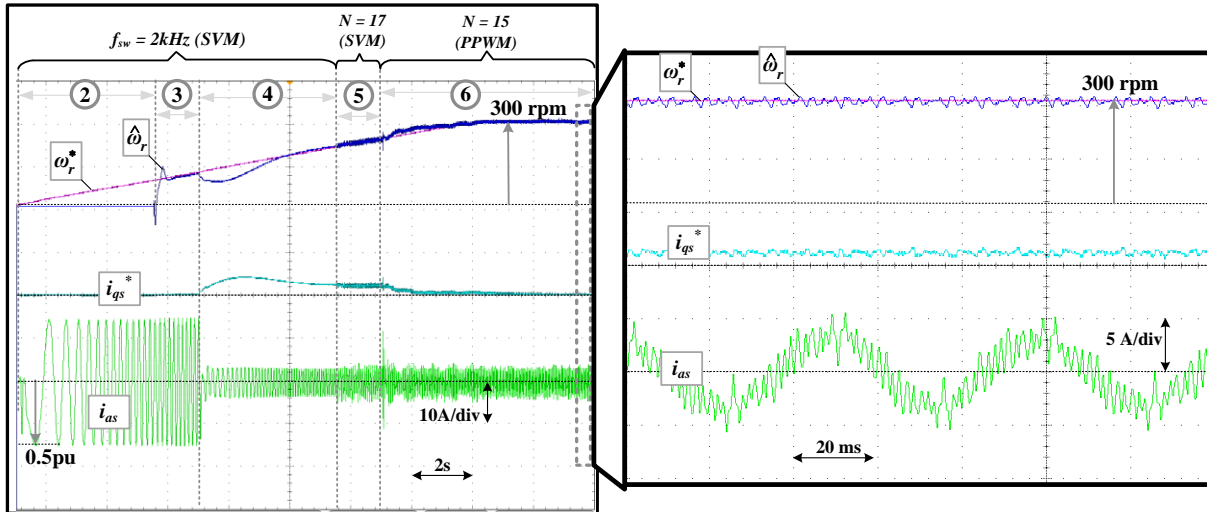 f_sw = 2kHz (SVM)
N = 17
(SVM)
N = 15
(PPWM)
2 3 4 5 6
300 rpm
ω_r^*
ω̂_r
i_qs^*
i_as
0.5pu
10A/div
2s
ω_r^*
ω̂_r
300 rpm
i_qs^*
i_as
5 A/div
20 ms